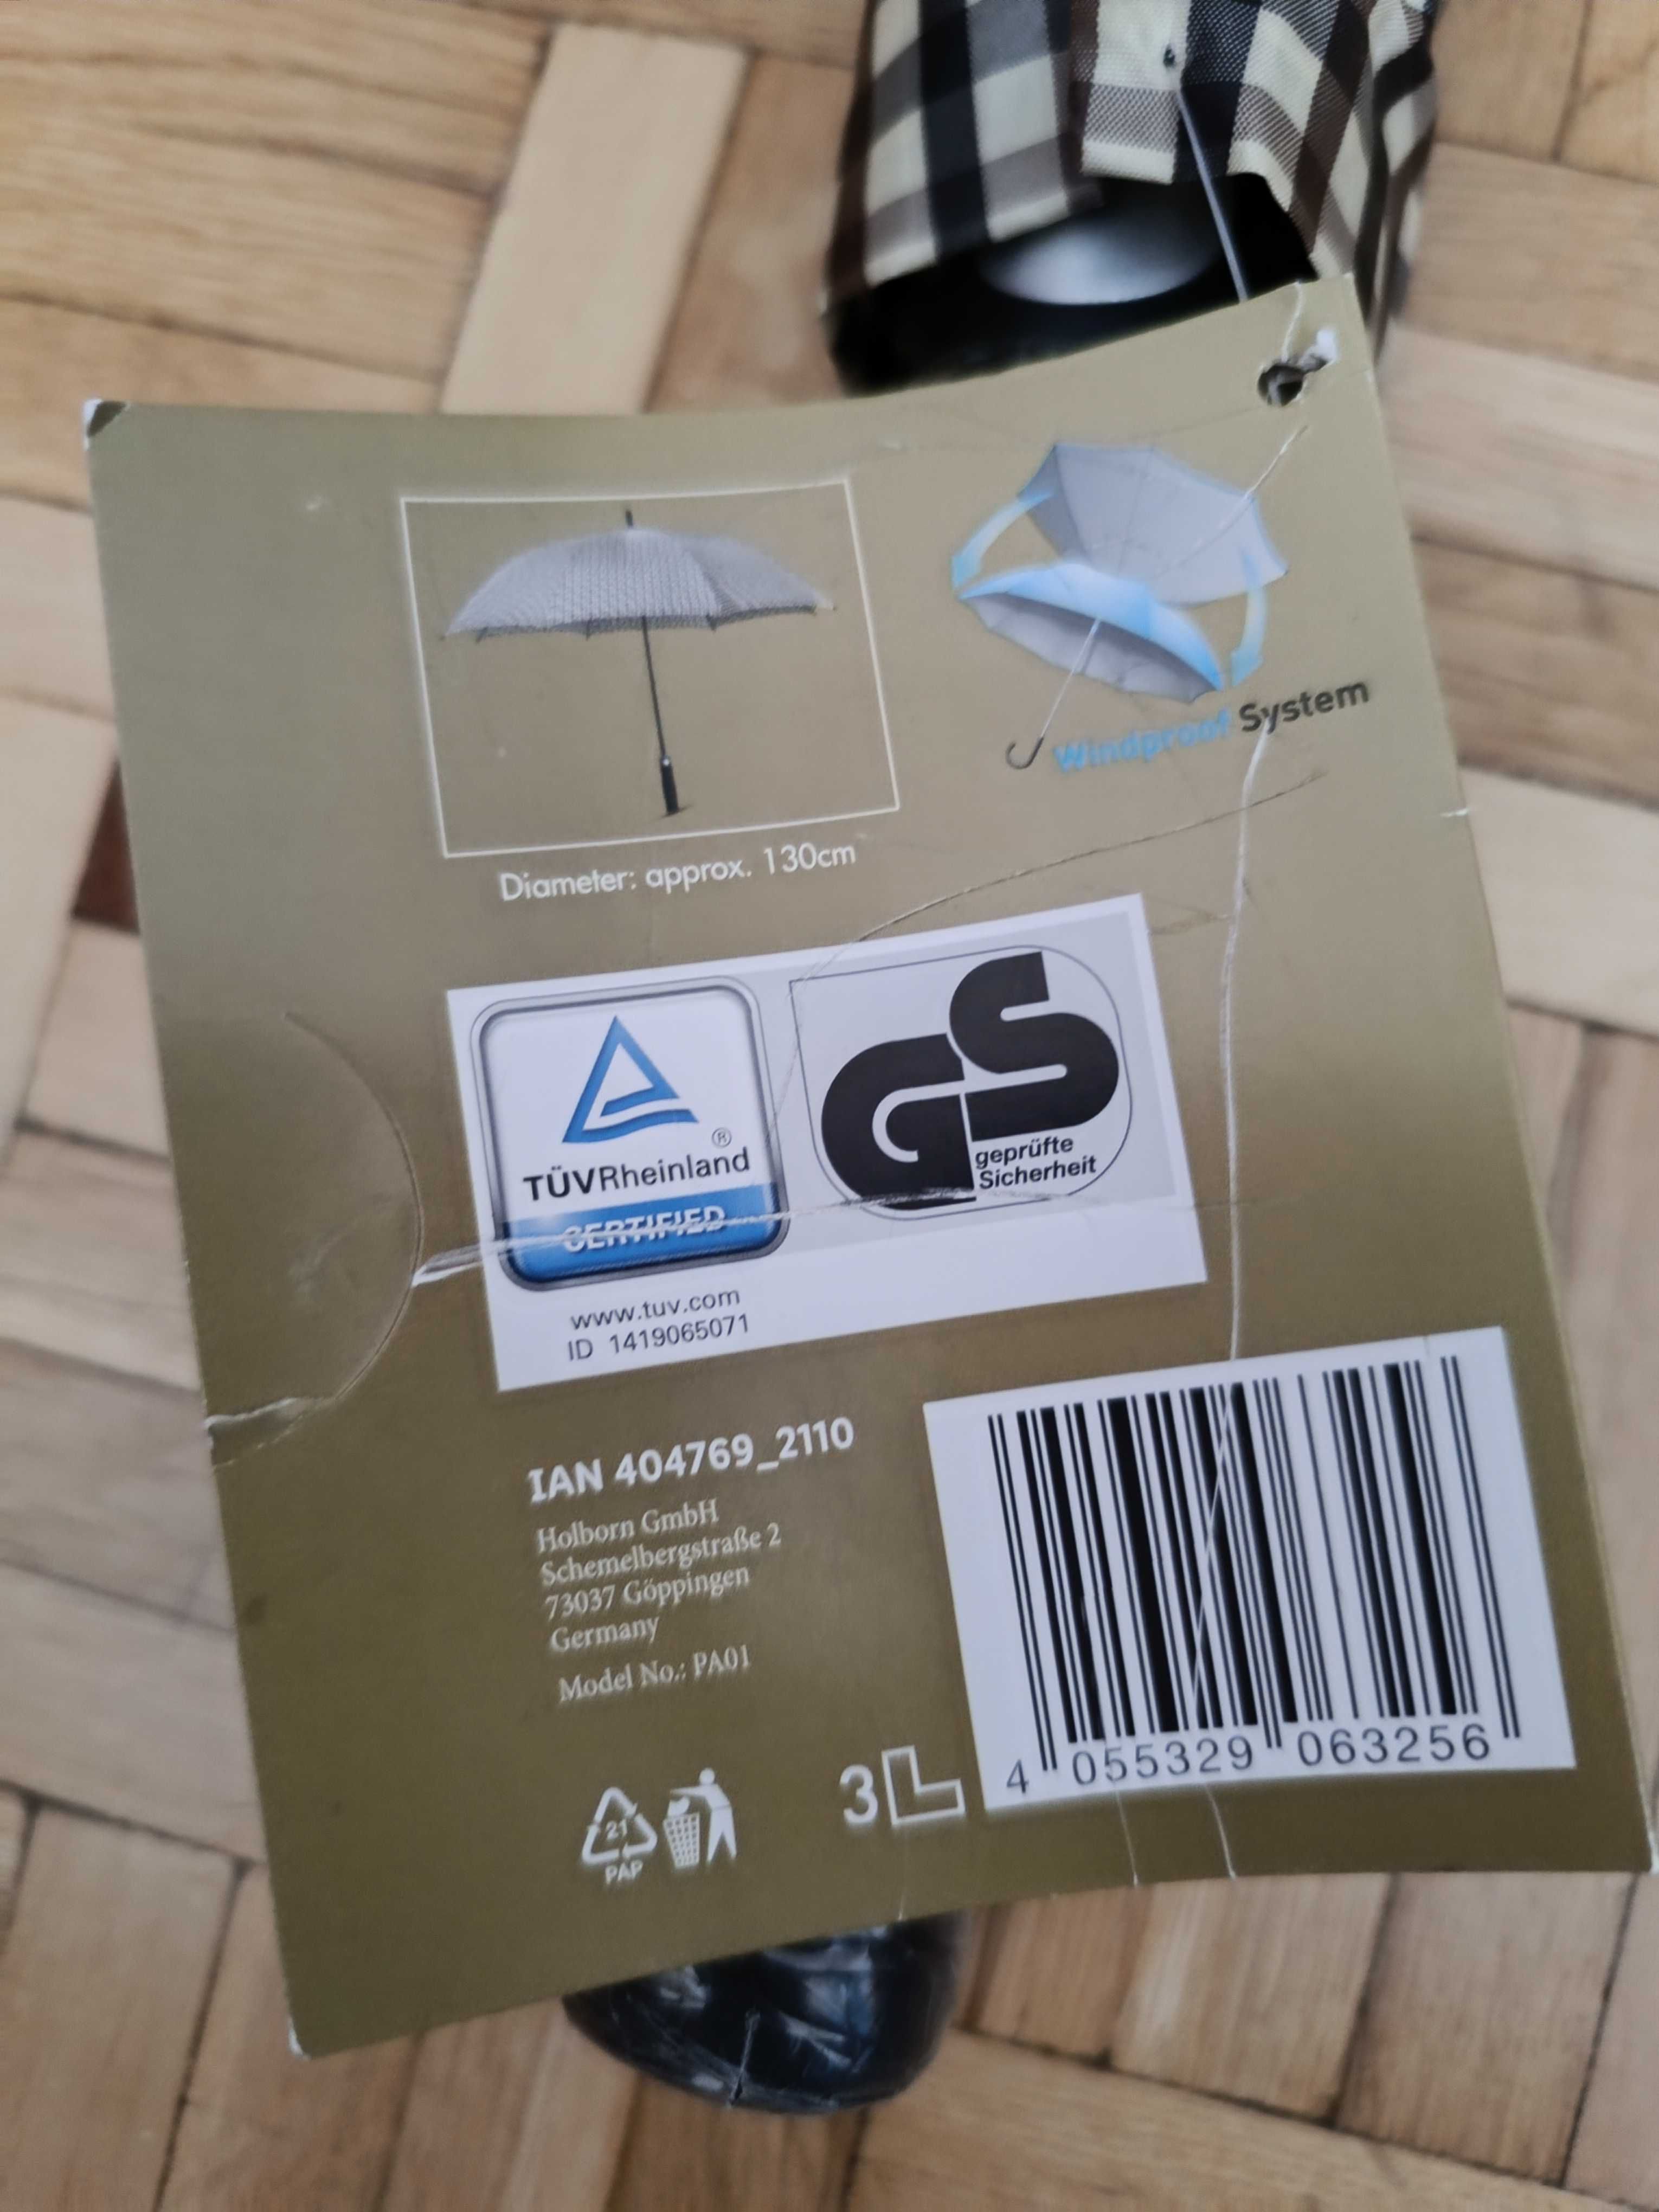 Windproof System
Diameter: approx. 130cm
TÜVRheinland®
CERTIFIED
GS
geprüfte
Sicherheit
www.tuv.com
ID 1419065071
IAN 404769_2110
Holborn GmbH
Schemelbergstraße 2
73037 Göppingen
Germany
Model No.: PA01
21
PAP
3L
4 055329 063256